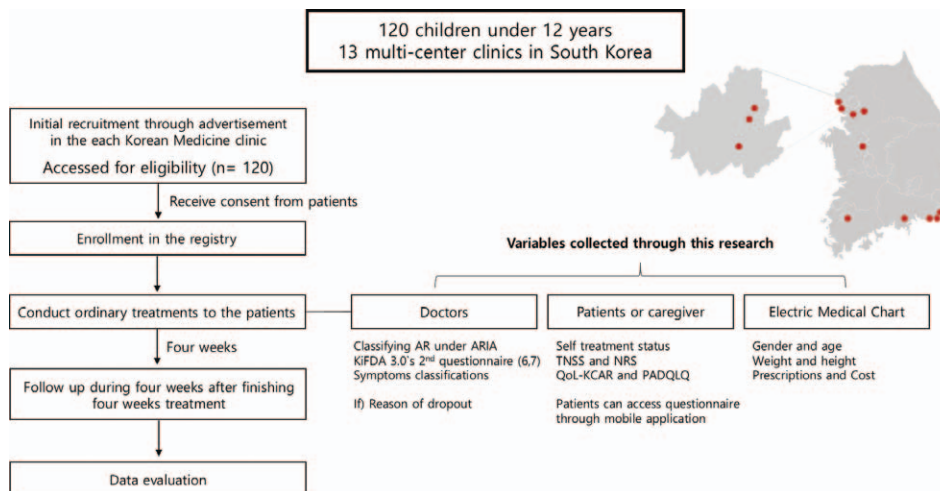 120 children under 12 years
13 multi-center clinics in South Korea
Initial recruitment through advertisement
in the each Korean Medicine clinic
Accessed for eligibility (n= 120)
Receive consent from patients
Enrollment in the registry
Variables collected through this research
Conduct ordinary treatments to the patients
Doctors
Patients or caregiver
Electric Medical Chart
Four weeks
Classifying AR under ARIA
KiFDA 3.0's 2nd questionnaire (6,7)
Symptoms classifications
If) Reason of dropout
Self treatment status
TNSS and NRS
QoL-KCAR and PADQLQ
Patients can access questionnaire
through mobile application
Gender and age
Weight and height
Prescriptions and Cost
Follow up during four weeks after finishing
four weeks treatment
Data evaluation